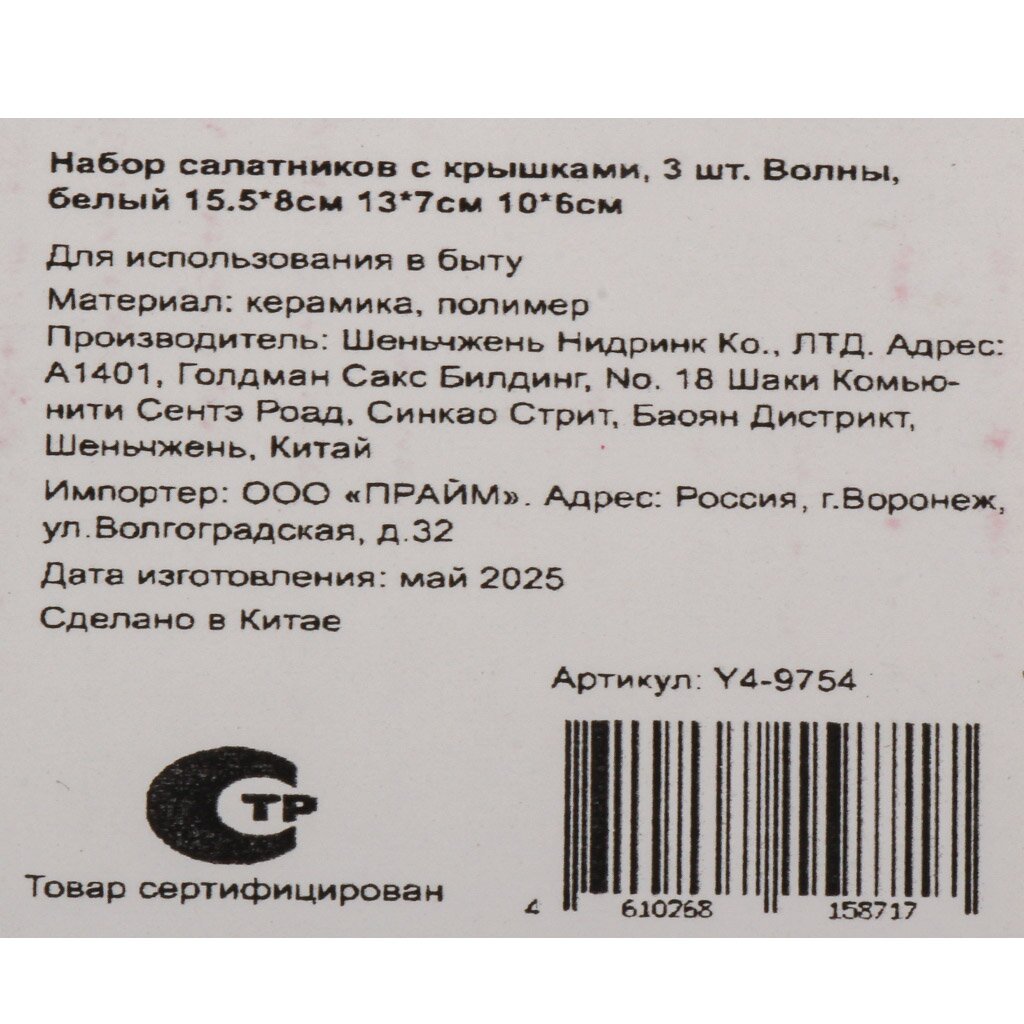 Набор салатников с крышками, 3 шт. Волны,
белый 15.5*8см 13*7см 10*6см
Для использования в быту
Материал: керамика, полимер
Производитель: Шеньчжень Нидринк Ко., ЛТД. Адрес:
А1401, Голдман Сакс Билдинг, No. 18 Шаки Комью-
нити Сентэ Роад, Синкао Стрит, Баоян Дистрикт,
Шеньчжень, Китай
Импортер: ООО «ПРАЙМ». Адрес: Россия, г.Воронеж,
ул.Волгоградская, д.32
Дата изготовления: май 2025
Сделано в Китае
Артикул: Y4-9754
СТР
Товар сертифицирован
4 610268 158717